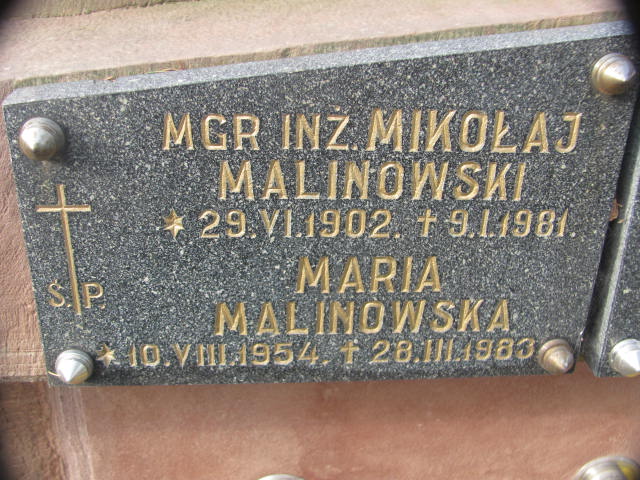 MGR INŻ. MIKOŁAJ
MALINOWSKI
* 29.VI.1902. + 9.I.1981.
Ś.P.
MARIA
MALINOWSKA
* 10.VIII.1954. + 28.III.1983